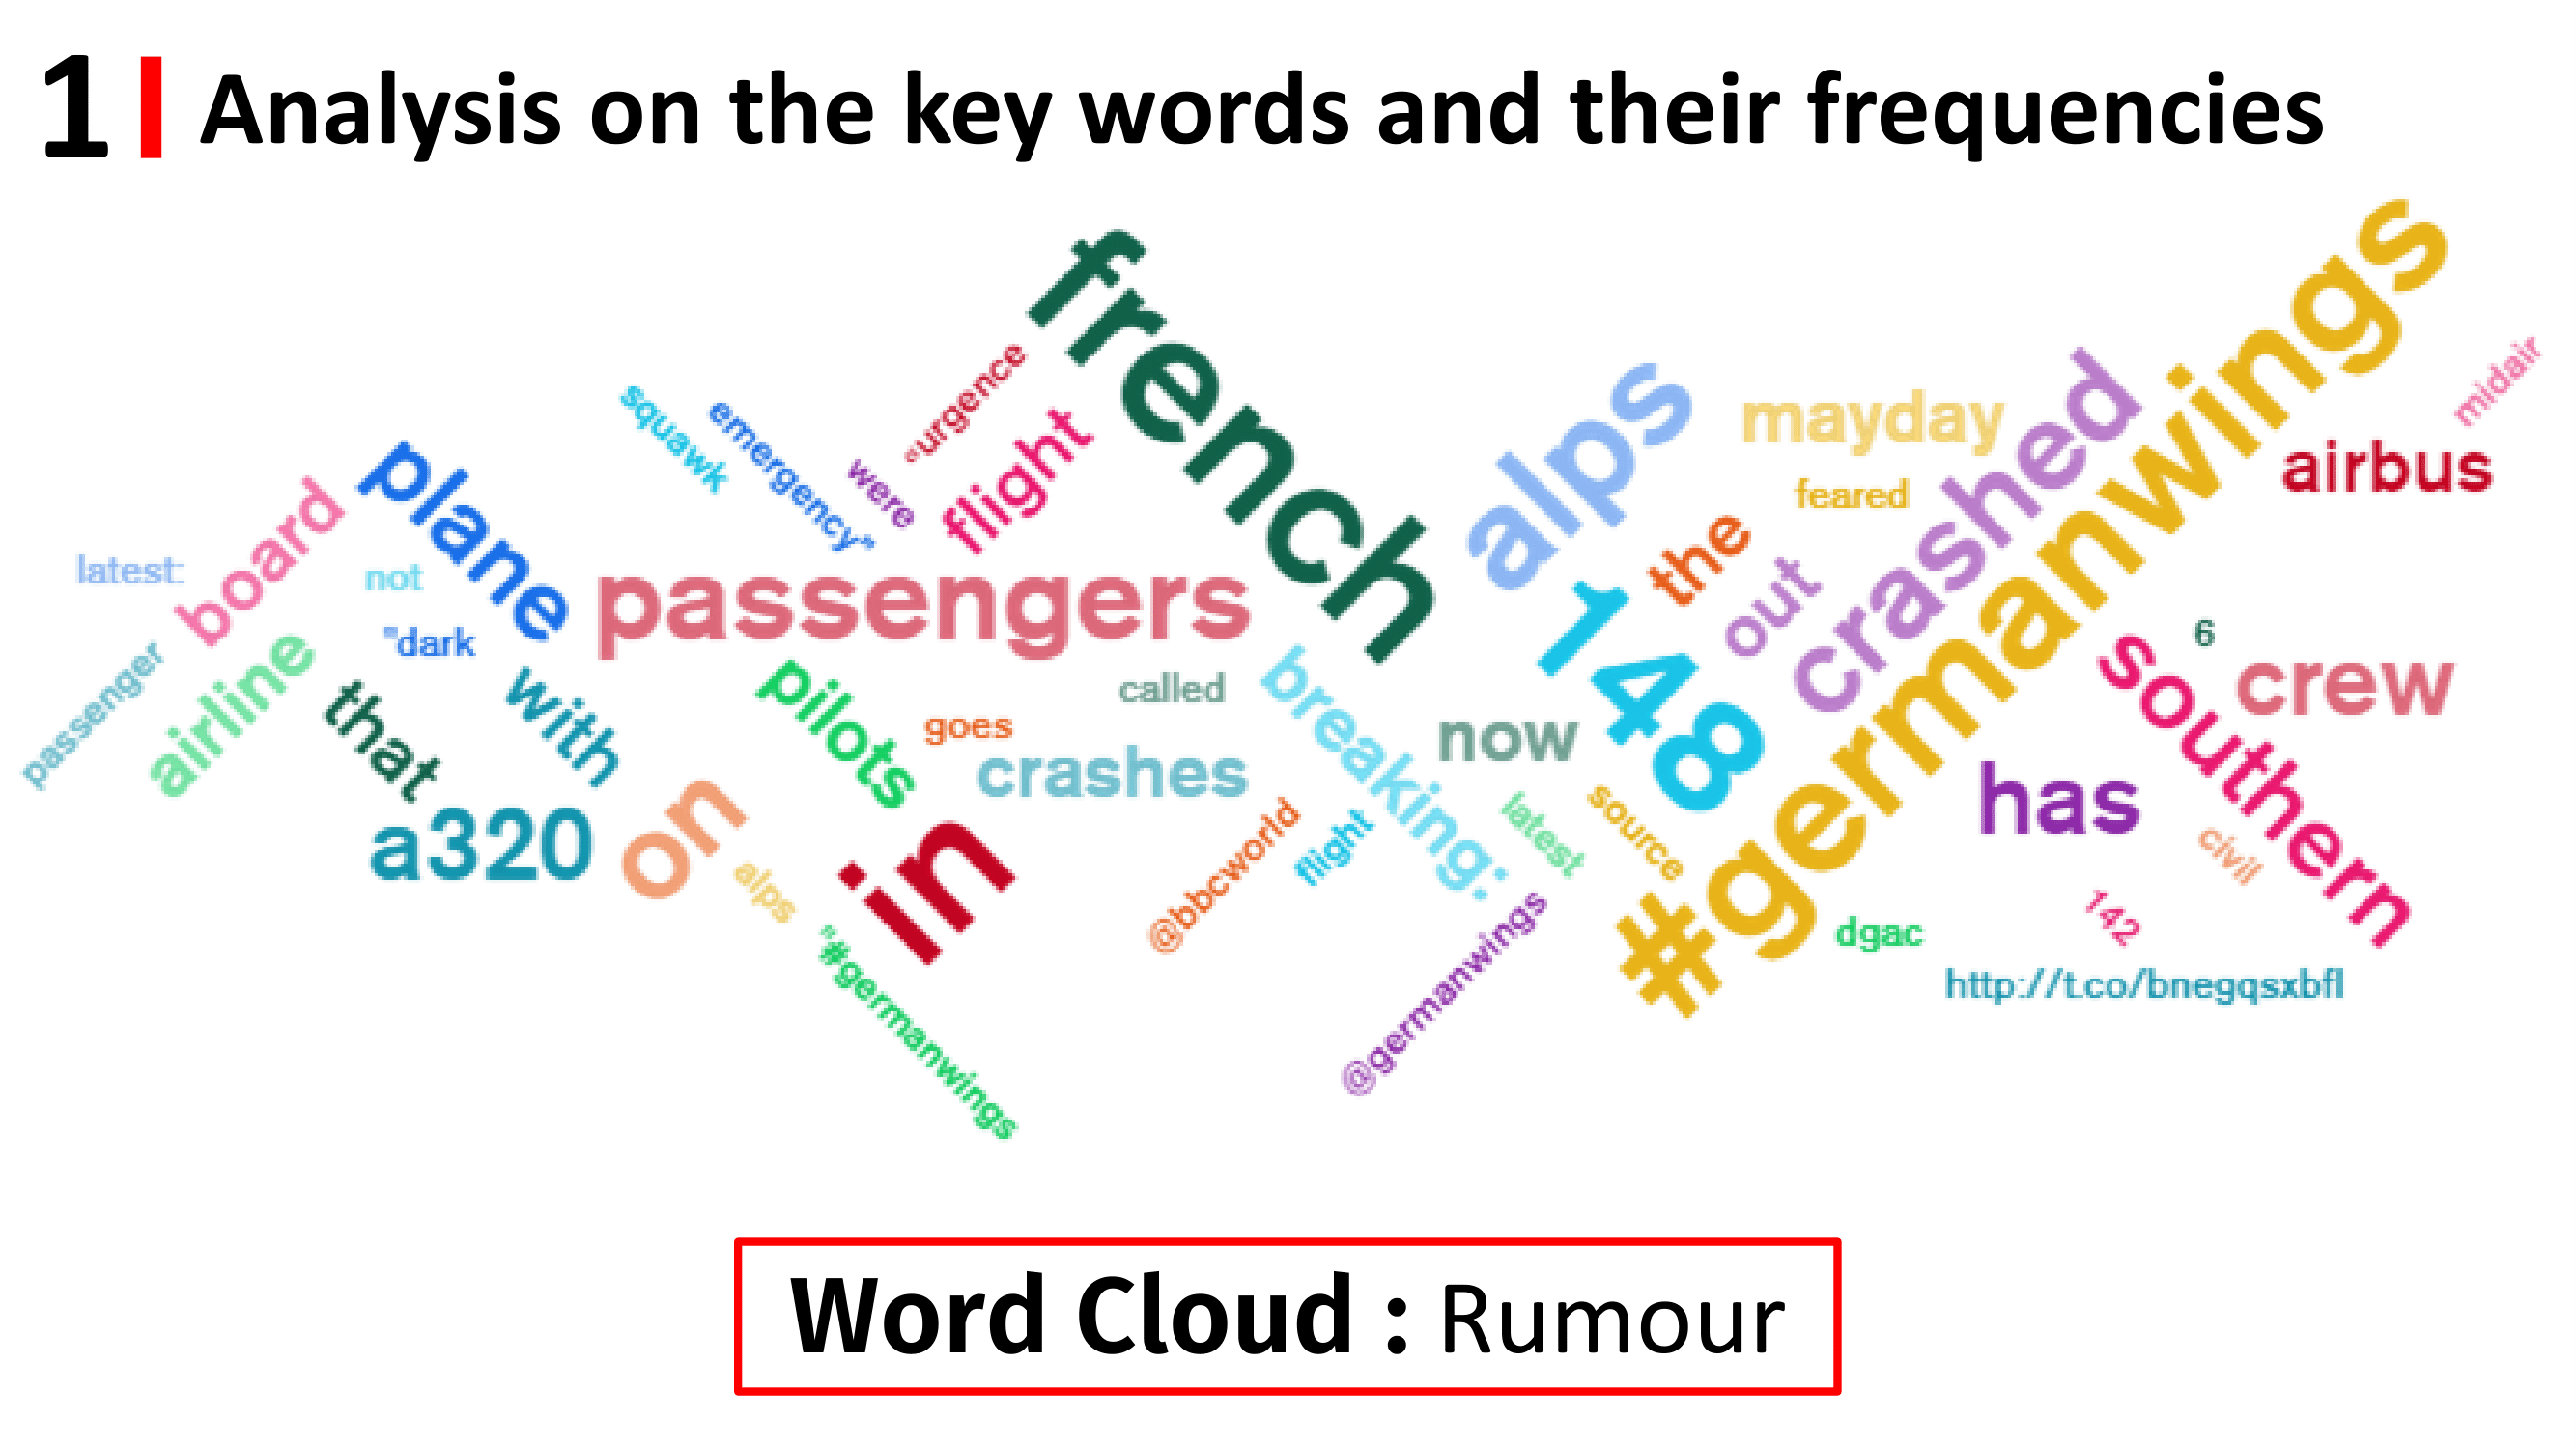 1 Analysis on the key words and their frequencies
french
#germanwings
alps
mayday
crashed
midair
airbus
feared
the
out
148
squawk
emergency"
were
"urgence
flight
plane
board
latest:
not
"dark
passengers
passenger
airline
that
with
pilots
called
goes
crashes
breaking:
now
6
southern
crew
has
a320
on
alps
in
@bbcworld
flight
latest
source
civil
142
dgac
http://t.co/bnegqsxbfl
"#germanwings
@germanwings
Word Cloud : Rumour